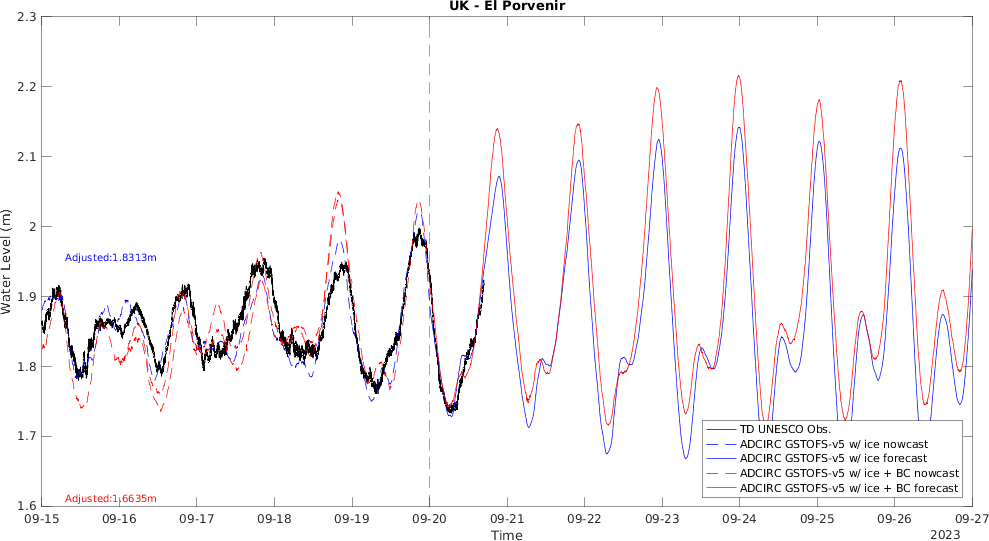 UK - El Porvenir
2.3
2.2
2.1
2
1.9
1.8
1.7
1.6
Water Level (m)
Adjusted:1.8313m
Adjusted:1.6635m
TD UNESCO Obs.
ADCIRC GSTOFS-v5 w/ ice nowcast
ADCIRC GSTOFS-v5 w/ ice forecast
ADCIRC GSTOFS-v5 w/ ice + BC nowcast
ADCIRC GSTOFS-v5 w/ ice + BC forecast
09-15 09-16 09-17 09-18 09-19 09-20 09-21 09-22 09-23 09-24 09-25 09-26 09-27
Time
2023